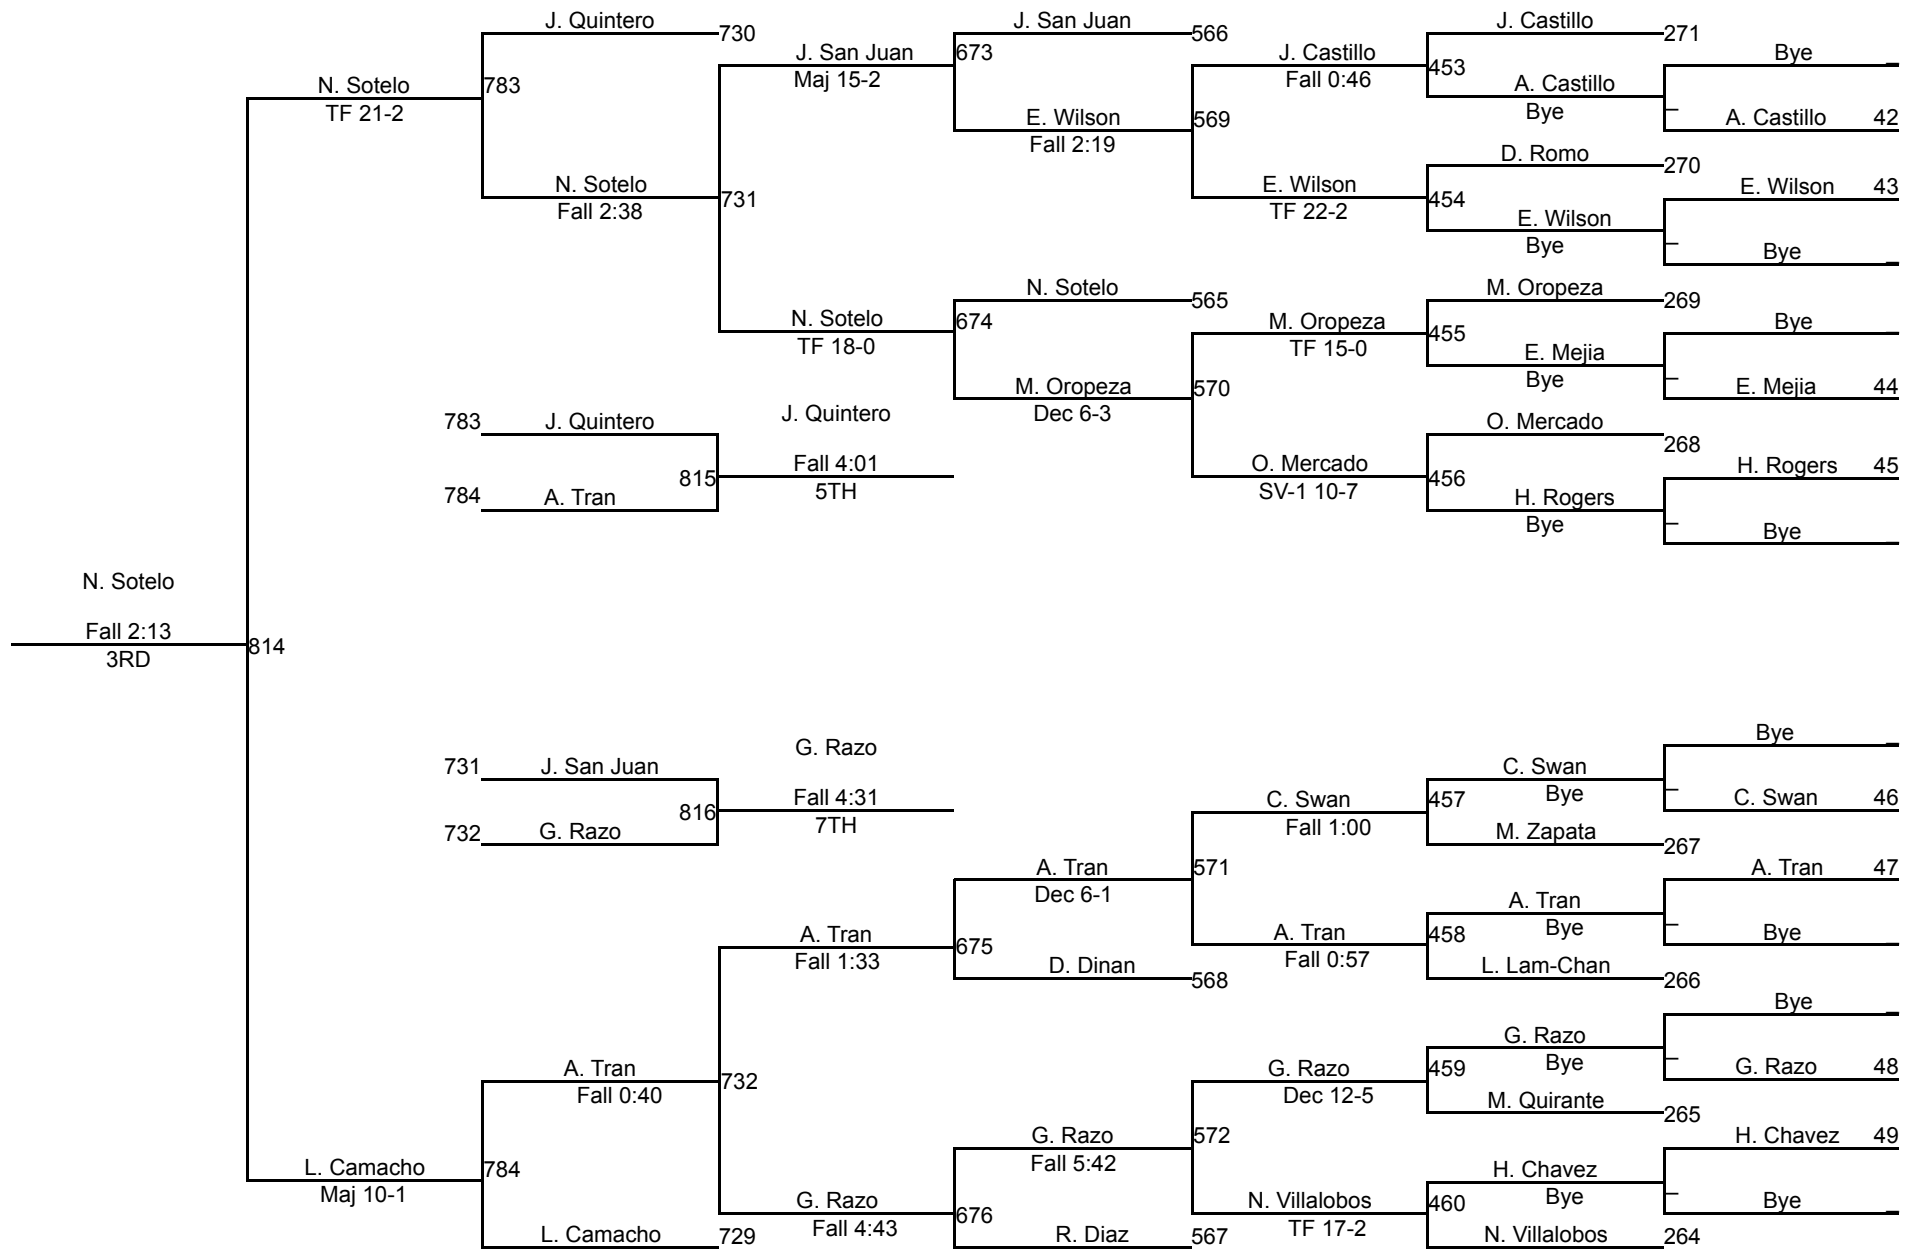 J. Quintero
730
N. Sotelo
TF 21-2
783
N. Sotelo
Fall 2:38
731
J. San Juan
Maj 15-2
673
J. San Juan
566
E. Wilson
Fall 2:19
569
J. Castillo
Fall 0:46
453
J. Castillo
271
A. Castillo
Bye
Bye
A. Castillo 42
E. Wilson
TF 22-2
454
D. Romo
270
E. Wilson
Bye
E. Wilson 43
Bye
N. Sotelo
TF 18-0
674
N. Sotelo
565
M. Oropeza
Dec 6-3
570
M. Oropeza
TF 15-0
455
M. Oropeza
269
E. Mejia
Bye
Bye
E. Mejia 44
O. Mercado
SV-1 10-7
456
O. Mercado
268
H. Rogers
Bye
H. Rogers 45
Bye
783 J. Quintero
784 A. Tran
815
J. Quintero
Fall 4:01
5TH
N. Sotelo
Fall 2:13
3RD
814
731 J. San Juan
732 G. Razo
816
G. Razo
Fall 4:31
7TH
A. Tran
Fall 1:33
675
A. Tran
Dec 6-1
571
C. Swan
Fall 1:00
457
C. Swan
Bye
Bye
C. Swan 46
M. Zapata
267
A. Tran
Fall 0:57
458
A. Tran
Bye
A. Tran 47
Bye
L. Lam-Chan
266
D. Dinan
568
A. Tran
Fall 0:40
732
L. Camacho
Maj 10-1
784
L. Camacho
729
G. Razo
Fall 4:43
676
G. Razo
Fall 5:42
572
G. Razo
Dec 12-5
459
G. Razo
Bye
Bye
G. Razo 48
M. Quirante
265
N. Villalobos
TF 17-2
460
H. Chavez
Bye
H. Chavez 49
Bye
N. Villalobos
264
R. Diaz
567